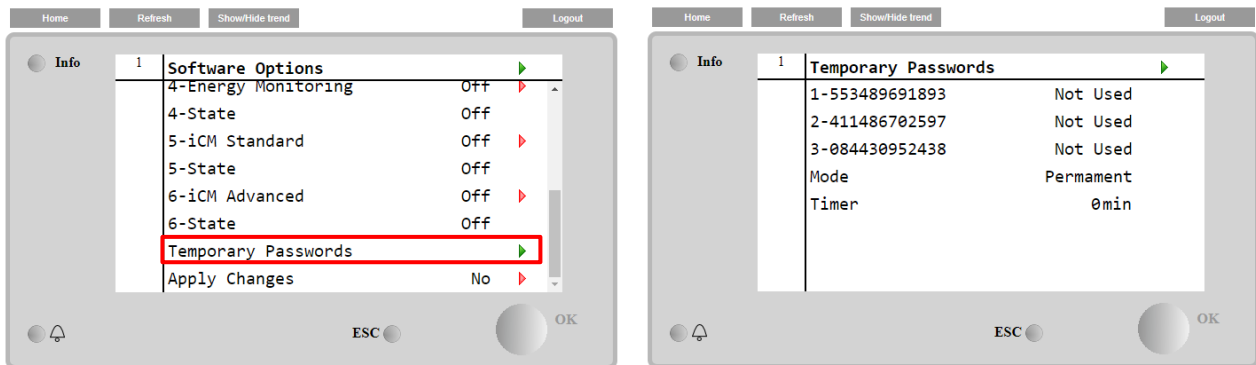 Home Refresh Show/Hide trend Logout
Info
1 Software Options
4-Energy Monitoring Off
4-State Off
5-iCM Standard Off
5-State Off
6-iCM Advanced Off
6-State Off
Temporary Passwords
Apply Changes No
ESC OK
Home Refresh Show/Hide trend Logout
Info
1 Temporary Passwords
1-553489691893 Not Used
2-411486702597 Not Used
3-084430952438 Not Used
Mode Permament
Timer 0min
ESC OK